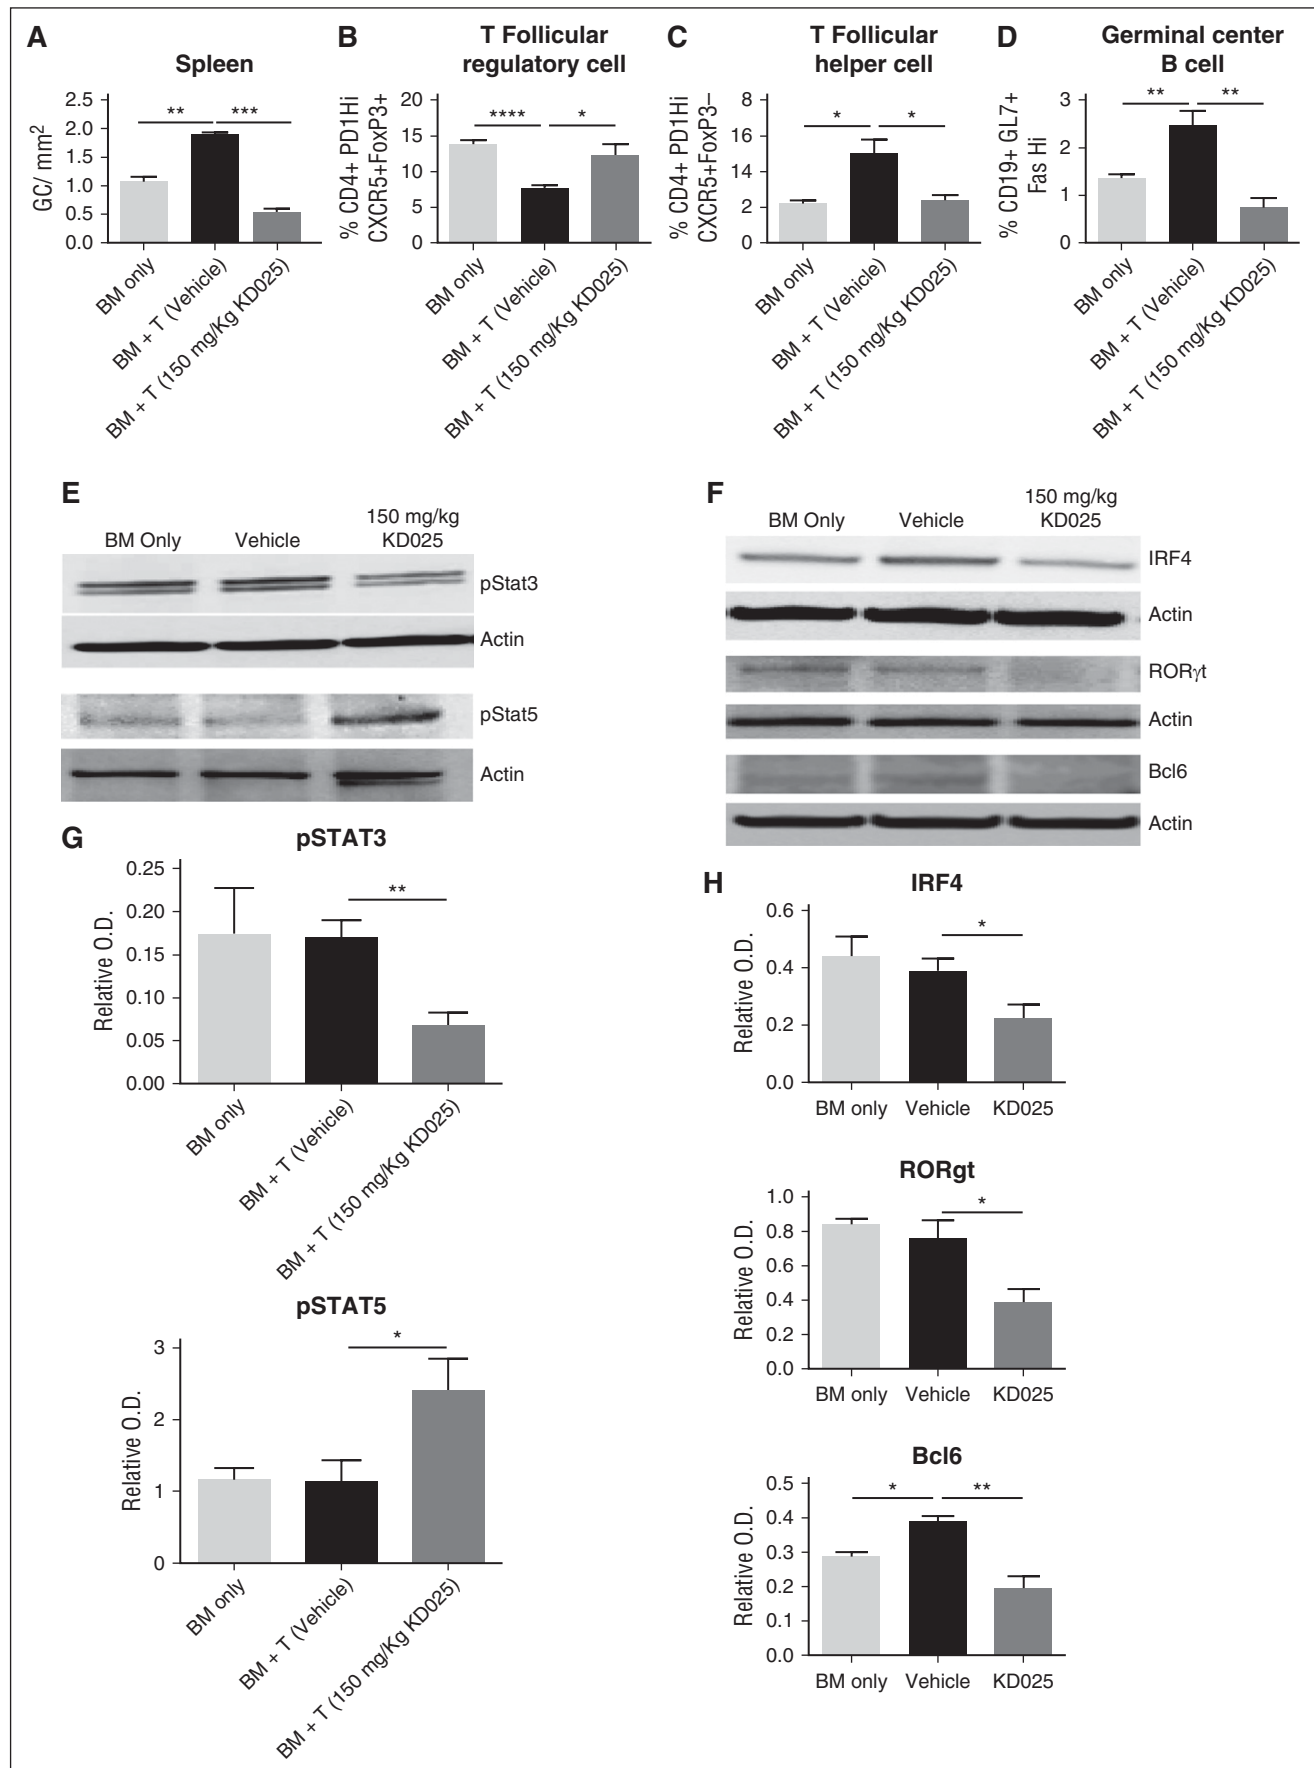 A
Spleen
GC/ mm²
2.5
2.0
1.5
1.0
0.5
0.0
**
***
BM only
BM + T (Vehicle)
BM + T (150 mg/Kg KD025)
B
T Follicular
regulatory cell
% CD4+ PD1Hi
CXCR5+FoxP3+
20
15
10
5
0
****
*
BM only
BM + T (Vehicle)
BM + T (150 mg/Kg KD025)
C
T Follicular
helper cell
% CD4+ PD1Hi
CXCR5+FoxP3–
8
16
14
2
0
*
*
BM only
BM + T (Vehicle)
BM + T (150 mg/Kg KD025)
D
Germinal center
B cell
% CD19+ GL7+
Fas Hi
3
2
1
0
**
**
BM only
BM + T (Vehicle)
BM + T (150 mg/Kg KD025)
E
BM Only
Vehicle
150 mg/kg
KD025
pStat3
Actin
pStat5
Actin
F
BM Only
Vehicle
150 mg/kg
KD025
IRF4
Actin
RORγt
Actin
Bcl6
Actin
G
pSTAT3
Relative O.D.
0.25
0.20
0.15
0.10
0.05
0.00
**
BM only
BM + T (Vehicle)
BM + T (150 mg/Kg KD025)
pSTAT5
Relative O.D.
3
2
1
0
*
BM only
BM + T (Vehicle)
BM + T (150 mg/Kg KD025)
H
IRF4
Relative O.D.
0.6
0.4
0.2
0.0
*
BM only
Vehicle
KD025
RORgt
Relative O.D.
1.0
0.8
0.6
0.4
0.2
0.0
*
BM only
Vehicle
KD025
Bcl6
Relative O.D.
0.5
0.4
0.3
0.2
0.1
0.0
*
**
BM only
Vehicle
KD025